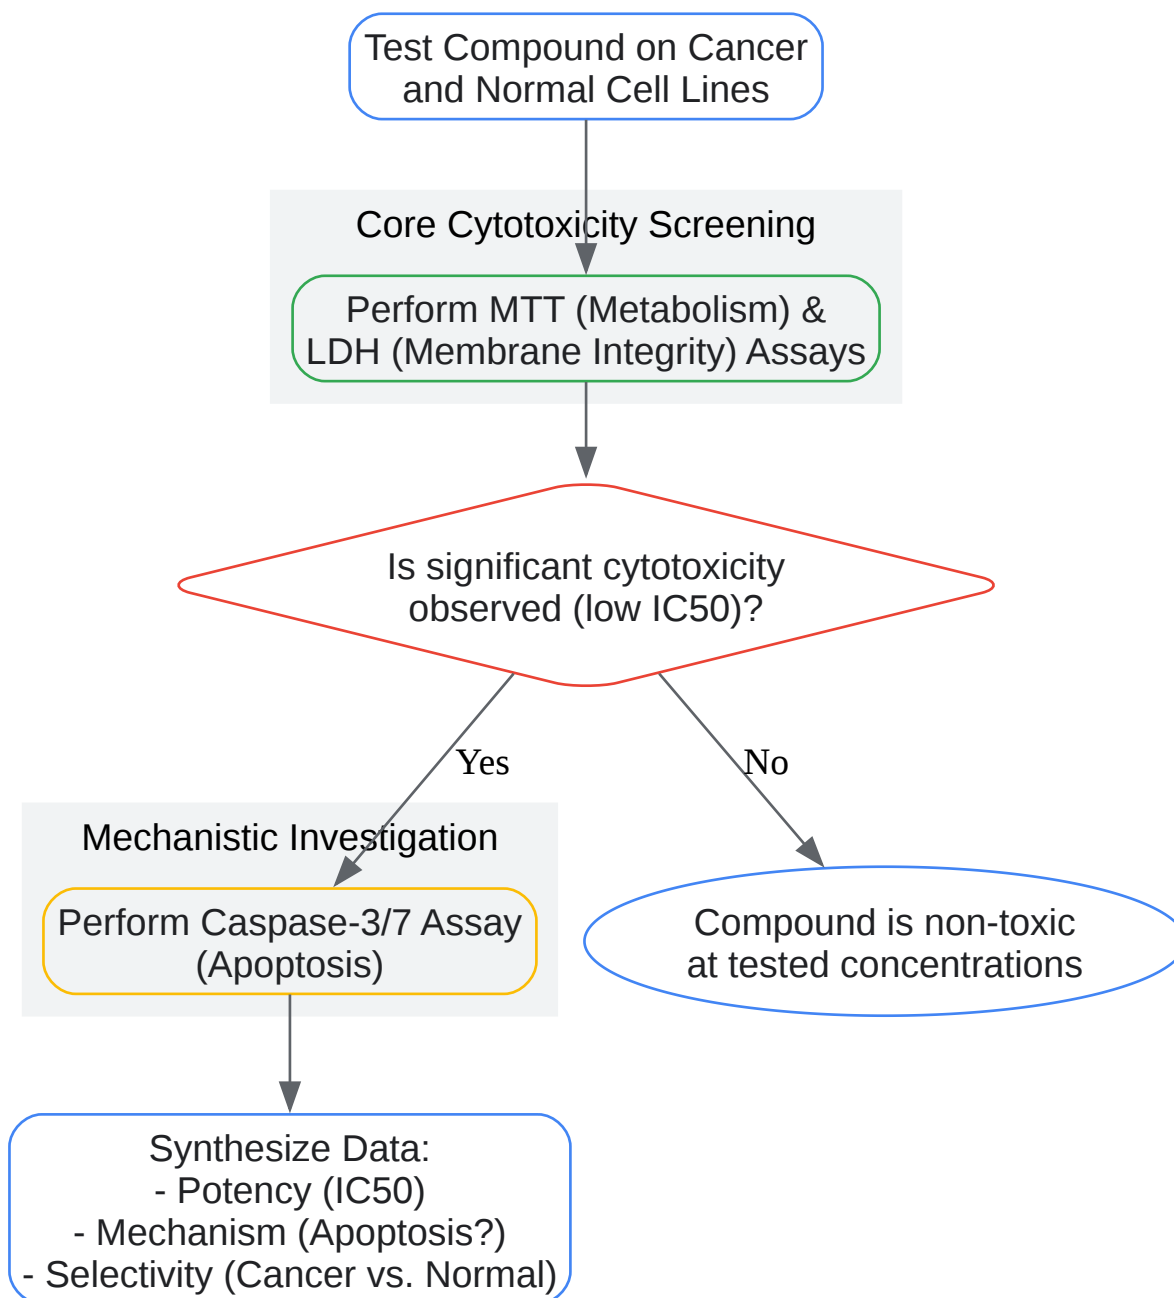 Test Compound on Cancer
and Normal Cell Lines
Core Cytotoxicity Screening
Perform MTT (Metabolism) &
LDH (Membrane Integrity) Assays
Is significant cytotoxicity
observed (low IC50)?
Yes
No
Mechanistic Investigation
Perform Caspase-3/7 Assay
(Apoptosis)
Compound is non-toxic
at tested concentrations
Synthesize Data:
- Potency (IC50)
- Mechanism (Apoptosis?)
- Selectivity (Cancer vs. Normal)